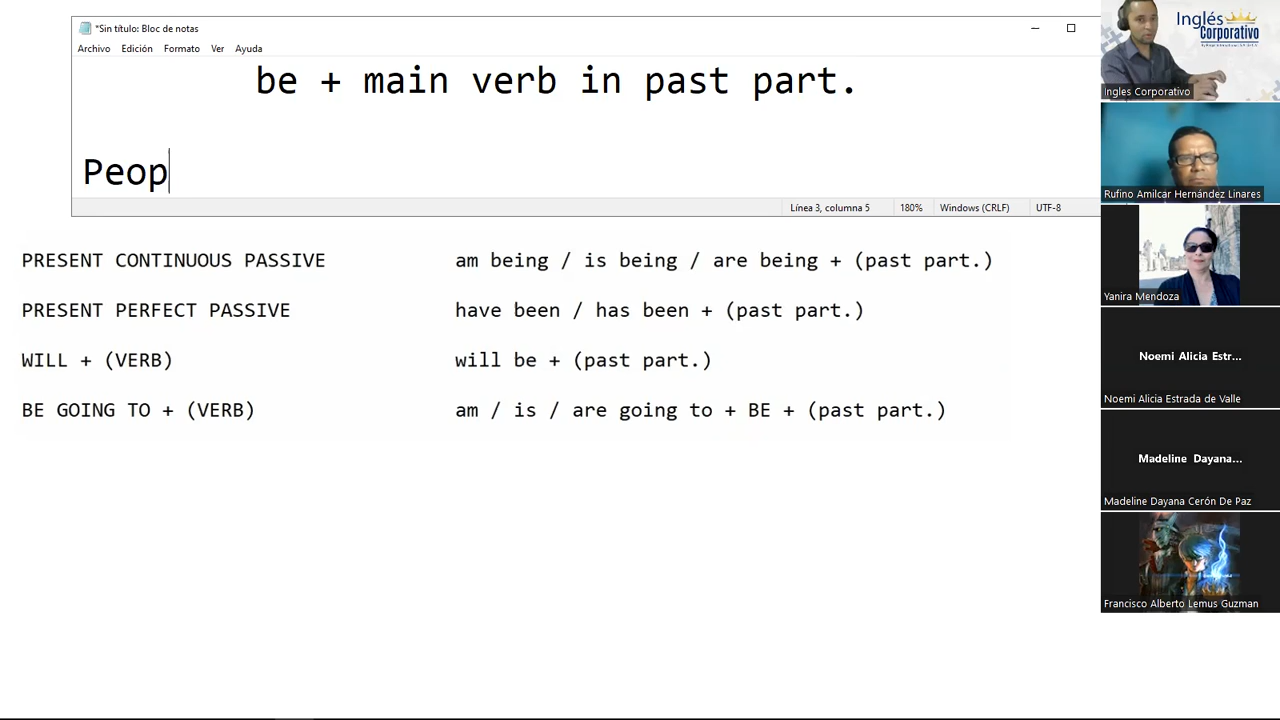 *Sin título: Bloc de notas
Archivo Edición Formato Ver Ayuda
be + main verb in past part.
Peop
Línea 3, columna 5 180% Windows (CRLF) UTF-8
PRESENT CONTINUOUS PASSIVE am being / is being / are being + (past part.)
PRESENT PERFECT PASSIVE have been / has been + (past part.)
WILL + (VERB) will be + (past part.)
BE GOING TO + (VERB) am / is / are going to + BE + (past part.)
Inglés
Corporativo
Ingles Corporativo
Rufino Amilcar Hernández Linares
Yanira Mendoza
Noemi Alicia Estr...
Noemi Alicia Estrada de Valle
Madeline Dayana...
Madeline Dayana Cerón De Paz
Francisco Alberto Lemus Guzman